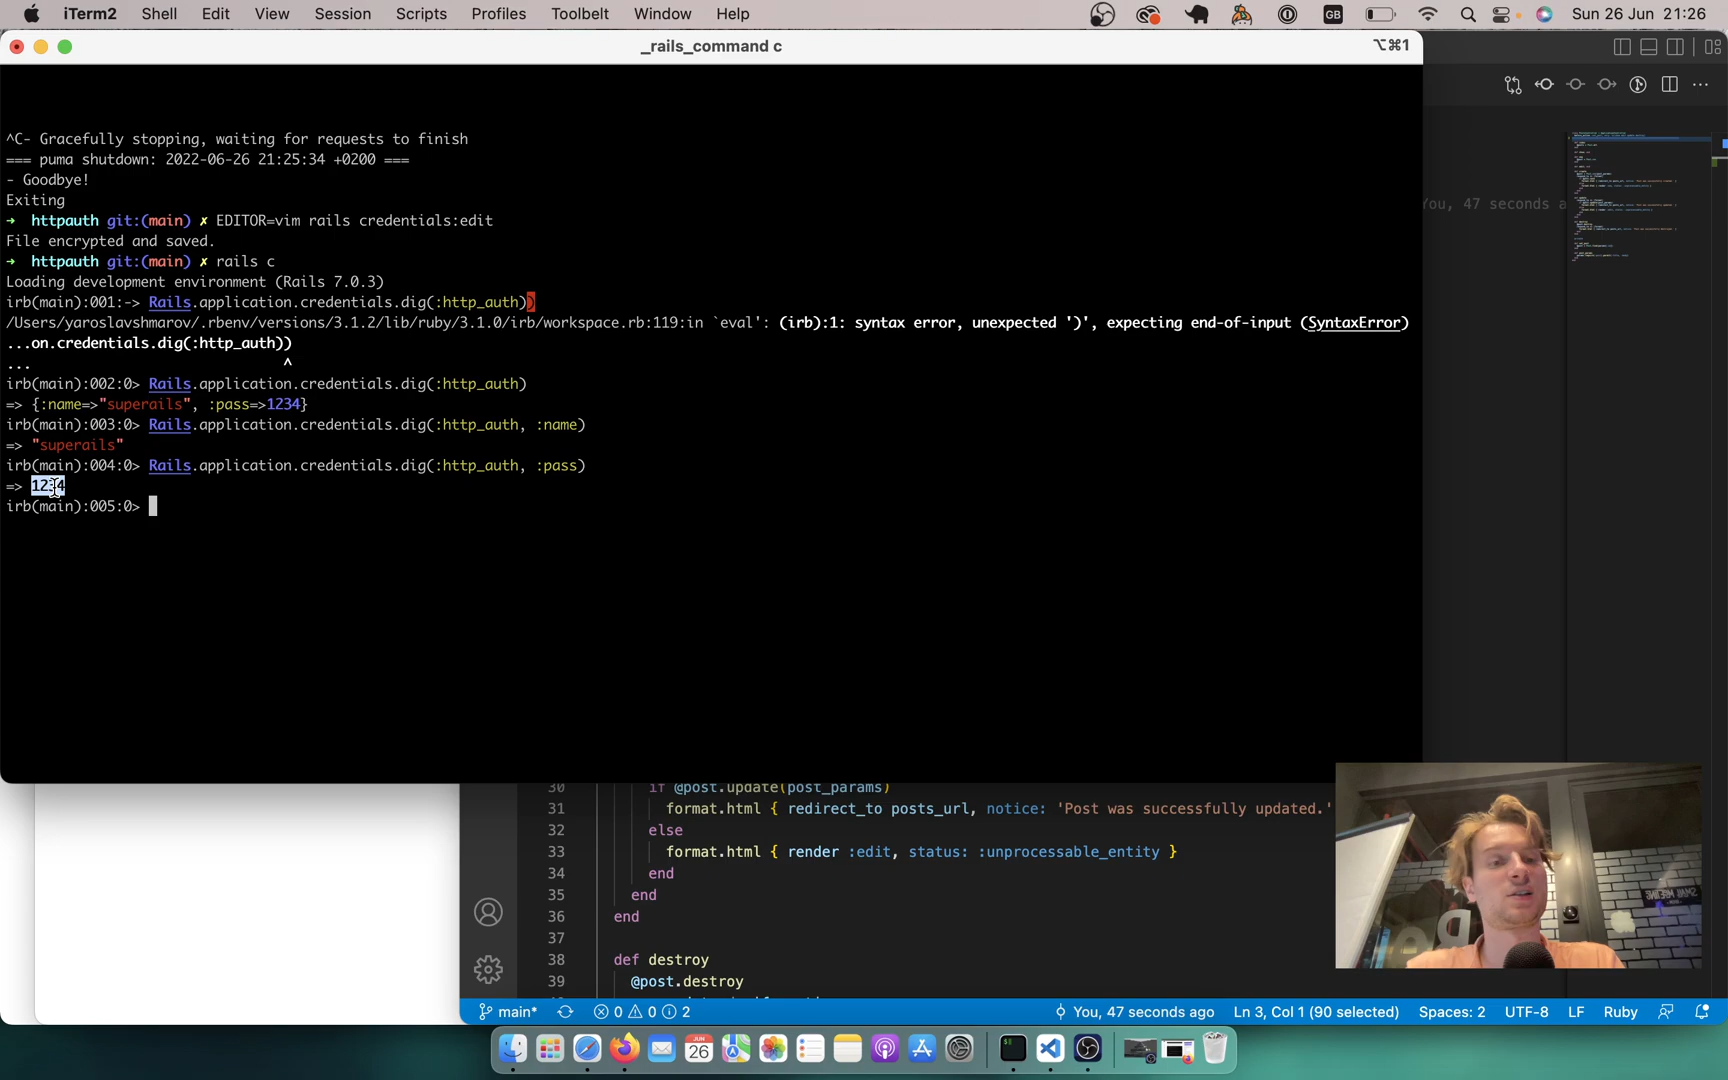 iTerm2 Shell Edit View Session Scripts Profiles Toolbelt Window Help GB Sun 26 Jun 21:26
_rails_command c ⌥⌘1
^C- Gracefully stopping, waiting for requests to finish
=== puma shutdown: 2022-06-26 21:25:34 +0200 ===
- Goodbye!
Exiting
➜ httpauth git:(main) ✗ EDITOR=vim rails credentials:edit
File encrypted and saved.
➜ httpauth git:(main) ✗ rails c
Loading development environment (Rails 7.0.3)
irb(main):001:-> Rails.application.credentials.dig(:http_auth))
/Users/yaroslavshmarov/.rbenv/versions/3.1.2/lib/ruby/3.1.0/irb/workspace.rb:119:in `eval': (irb):1: syntax error, unexpected ')', expecting end-of-input (SyntaxError)
...on.credentials.dig(:http_auth))
... ^
irb(main):002:0> Rails.application.credentials.dig(:http_auth)
=> {:name=>"superails", :pass=>1234}
irb(main):003:0> Rails.application.credentials.dig(:http_auth, :name)
=> "superails"
irb(main):004:0> Rails.application.credentials.dig(:http_auth, :pass)
=> 1234
irb(main):005:0>
You, 47 seconds a
30 if @post.update(post_params)
31 format.html { redirect_to posts_url, notice: 'Post was successfully updated.'
32 else
33 format.html { render :edit, status: :unprocessable_entity }
34 end
35 end
36 end
37
38 def destroy
39 @post.destroy
main* 0 0 2 You, 47 seconds ago Ln 3, Col 1 (90 selected) Spaces: 2 UTF-8 LF Ruby
JUN
26